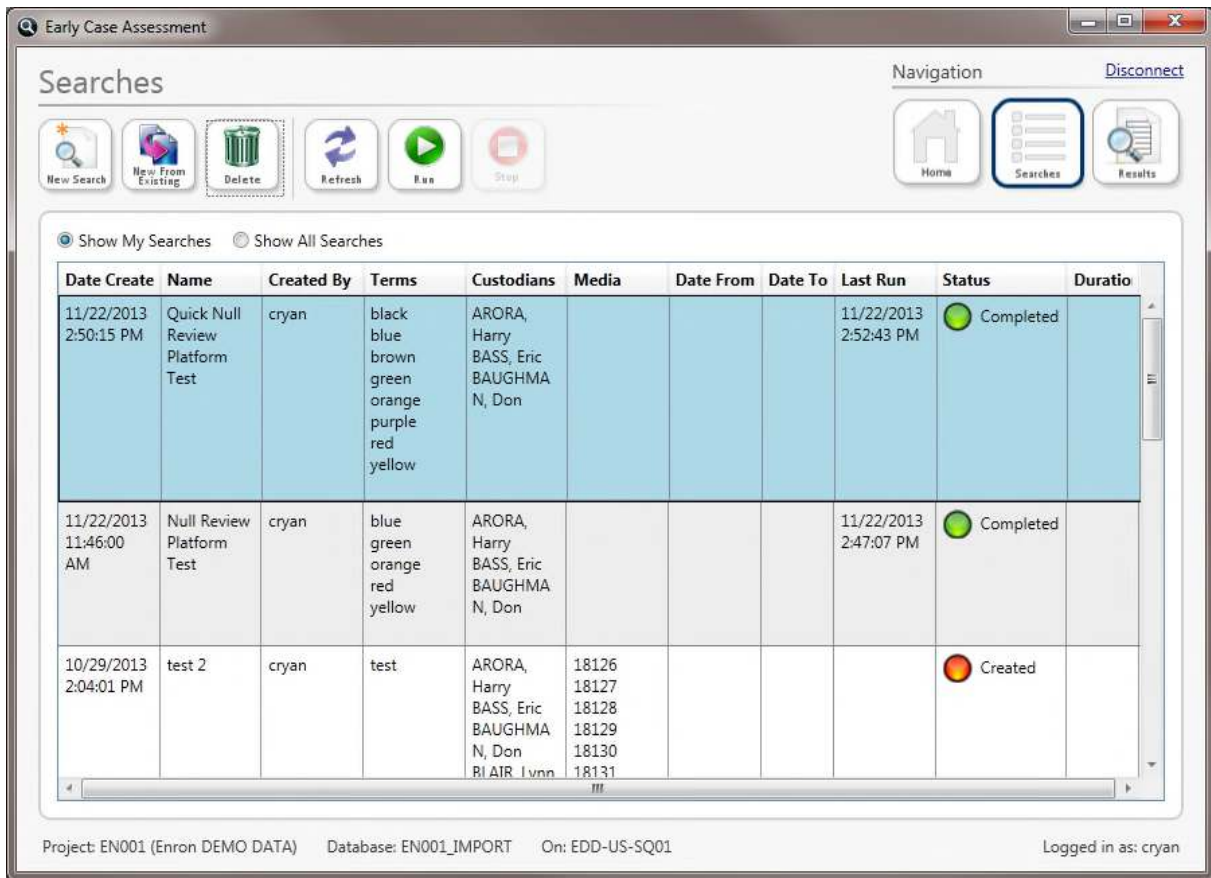 Early Case Assessment
Searches
Navigation
Disconnect
New Search
New From
Existing
Delete
Refresh
Run
Stop
Home
Searches
Results
Show My Searches Show All Searches
Date Create Name Created By Terms Custodians Media Date From Date To Last Run Status Duratio
11/22/2013 Quick Null cryan black ARORA, 11/22/2013 Completed
2:50:15 PM Review blue Harry 2:52:43 PM
Platform brown BASS, Eric
Test green BAUGHMA
orange N, Don
purple
red
yellow
11/22/2013 Null Review cryan blue ARORA, 11/22/2013 Completed
11:46:00 Platform green Harry 2:47:07 PM
AM Test orange BASS, Eric
red BAUGHMA
yellow N, Don
10/29/2013 test 2 cryan test ARORA, 18126 Created
2:04:01 PM Harry 18127
BASS, Eric 18128
BAUGHMA 18129
N, Don 18130
BLAIR, Lynn 18131
Project: EN001 (Enron DEMO DATA) Database: EN001_IMPORT On: EDD-US-SQ01 Logged in as: cryan